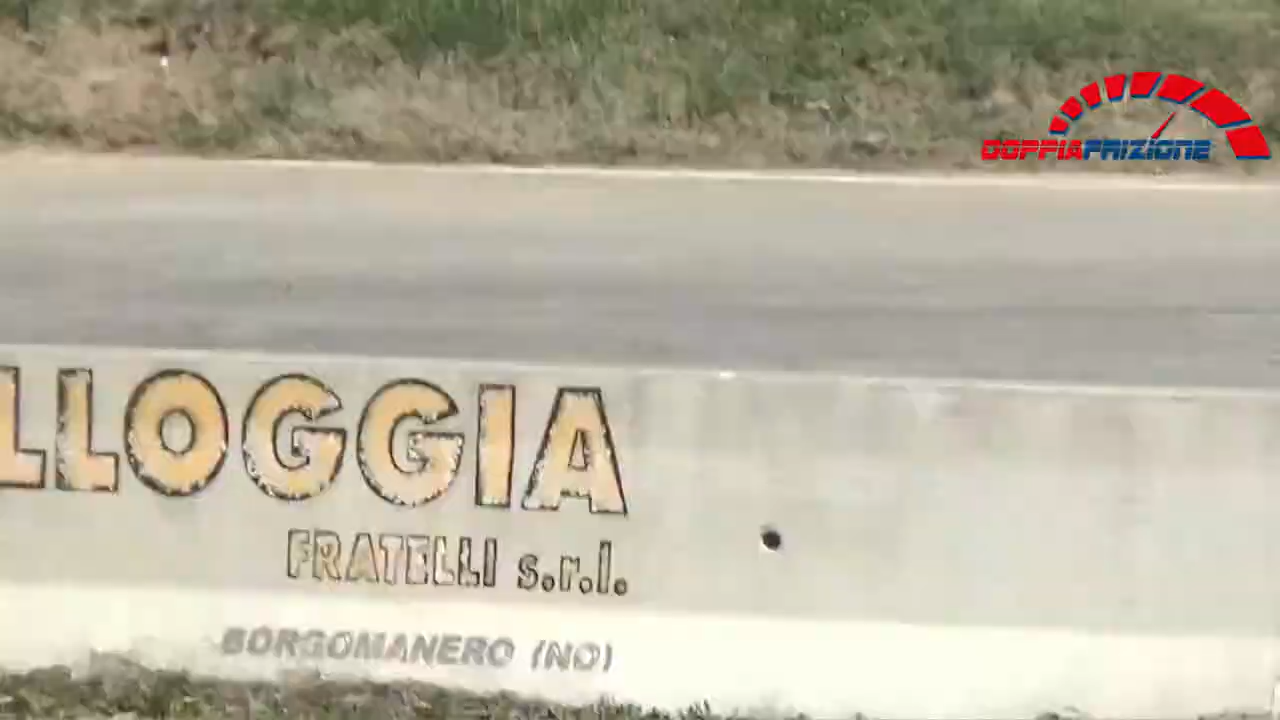 DOPPIAFRIZIONE
LLOGGIA
FRATELLI s.r.l.
BORGOMANERO (NO)